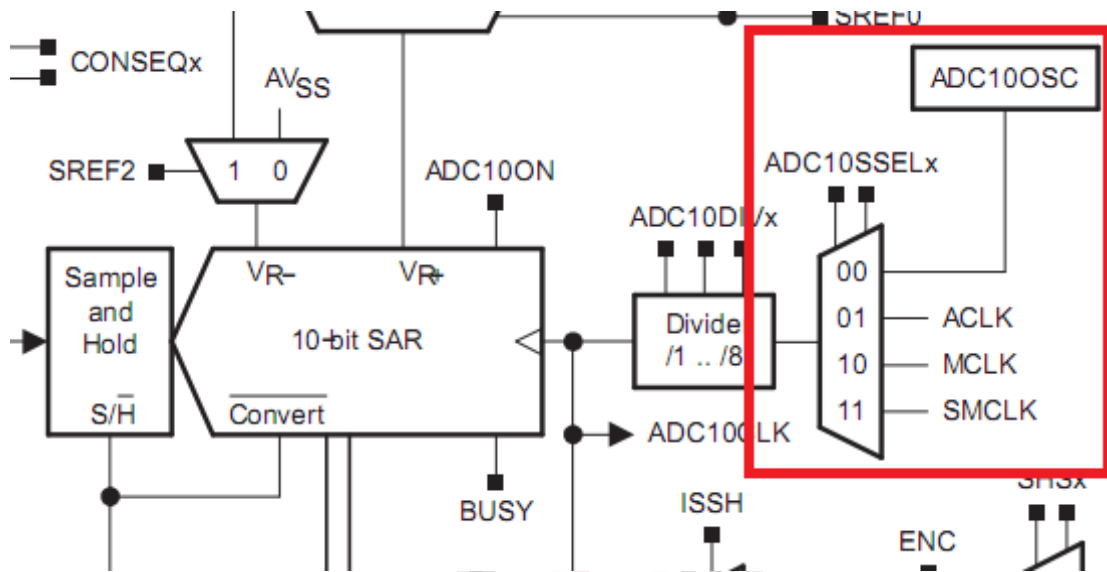 SREF0
CONSEQx
ADC10OSC
AVSS
ADC10SSELx
SREF2
1 0
ADC10ON
ADC10DIVx
VR−
VR+
00
Sample
and
Hold
10-bit SAR
Divider
/1 .. /8
01
ACLK
10
MCLK
S/H
Convert
11
SMCLK
ADC10CLK
BUSY
ISSH
SHSx
ENC